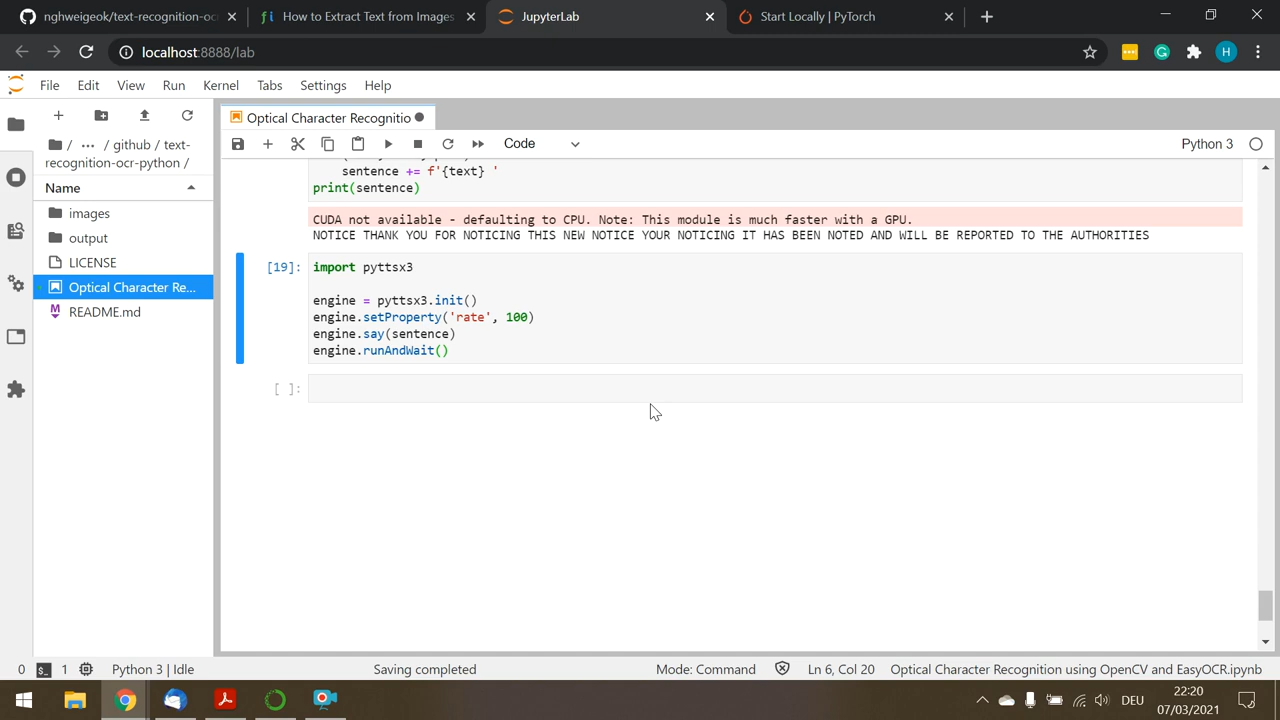 nghweigeok/text-recognition-oc
How to Extract Text from Images
JupyterLab
Start Locally | PyTorch
localhost:8888/lab
H
File Edit View Run Kernel Tabs Settings Help
Optical Character Recognitio
/ ... / github / text-
recognition-ocr-python /
Code
Python 3
Name
images
output
LICENSE
Optical Character Re...
README.md
sentence += f'{text} '
print(sentence)
CUDA not available - defaulting to CPU. Note: This module is much faster with a GPU.
NOTICE THANK YOU FOR NOTICING THIS NEW NOTICE YOUR NOTICING IT HAS BEEN NOTED AND WILL BE REPORTED TO THE AUTHORITIES
[19]: import pyttsx3
engine = pyttsx3.init()
engine.setProperty('rate', 100)
engine.say(sentence)
engine.runAndWait()
[ ]:
0 1 Python 3 | Idle Saving completed Mode: Command Ln 6, Col 20 Optical Character Recognition using OpenCV and EasyOCR.ipynb
DEU
22:20
07/03/2021